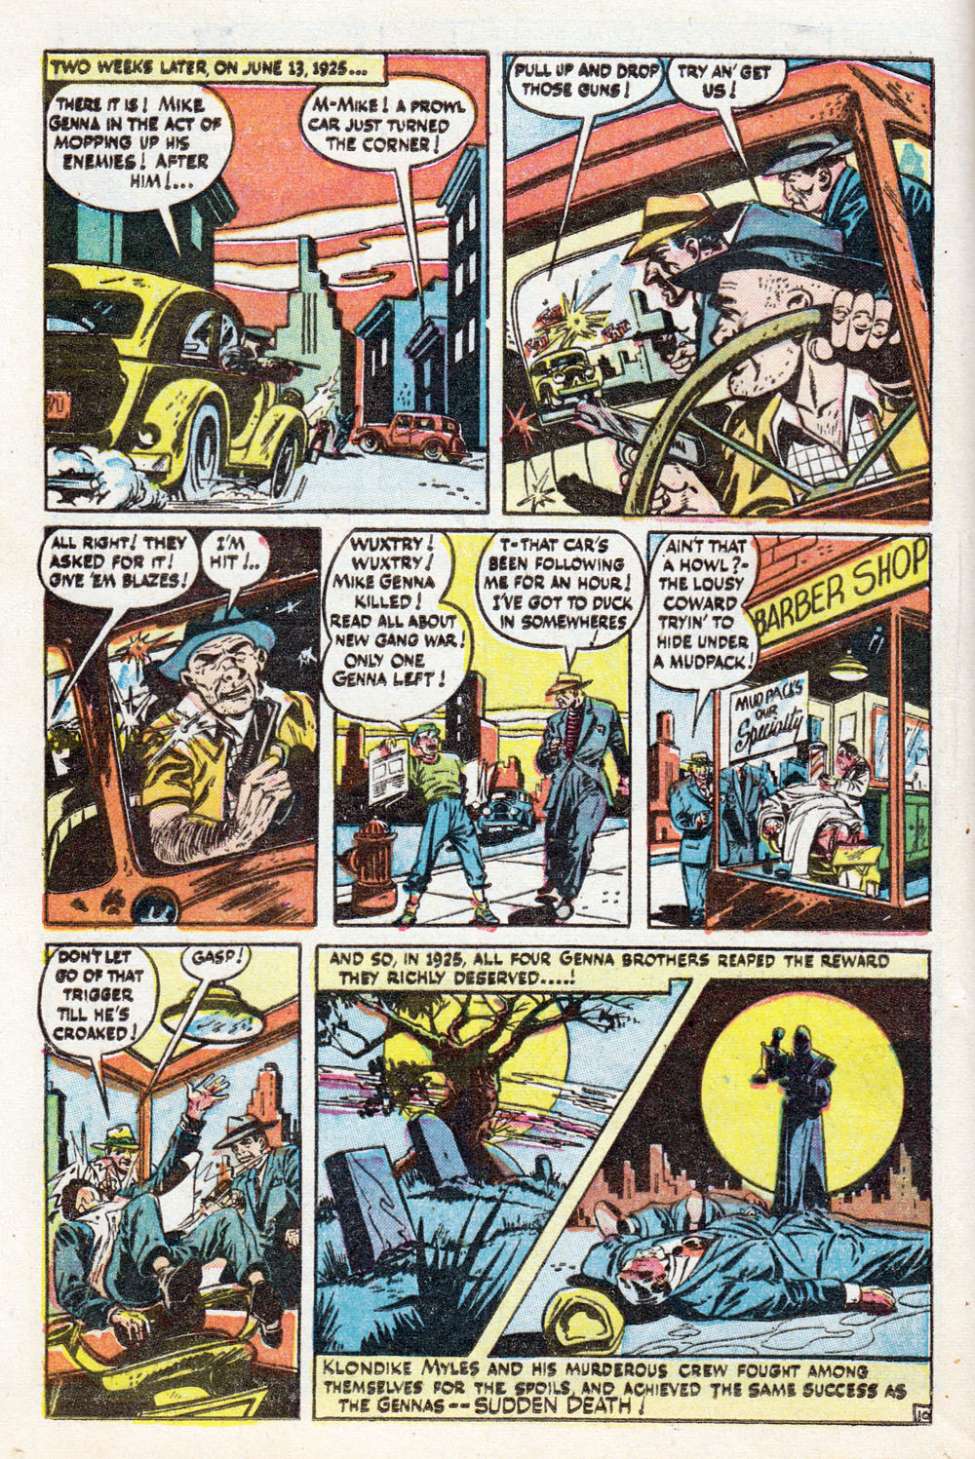 TWO WEEKS LATER, ON JUNE 13, 1925...
THERE IT IS! MIKE
GENNA IN THE ACT OF
MOPPING UP HIS
ENEMIES! AFTER
HIM!...
M-MIKE! A PROWL
CAR JUST TURNED
THE CORNER!
PULL UP AND DROP
THOSE GUNS!
TRY AN' GET
US!
ALL RIGHT! THEY
ASKED FOR IT!
GIVE 'EM BLAZES!
I'M
HIT!..
WUXTRY!
WUXTRY!
MIKE GENNA
KILLED!
READ ALL ABOUT
NEW GANG WAR!
ONLY ONE
GENNA LEFT!
T-THAT CAR'S
BEEN FOLLOWING
ME FOR AN HOUR!
I'VE GOT TO DUCK
IN SOMEWHERES!
AIN'T THAT
A HOWL?-
THE LOUSY
COWARD
TRYIN' TO
HIDE UNDER
A MUDPACK!
BARBER SHOP
MUD PACKS
OUR
Specialty
DON'T LET
GO OF THAT
TRIGGER
TILL HE'S
CROAKED!
GASP!
AND SO, IN 1925, ALL FOUR GENNA BROTHERS REAPED THE REWARD
THEY RICHLY DESERVED.....!
KLONDIKE MYLES AND HIS MURDEROUS CREW FOUGHT AMONG
THEMSELVES FOR THE SPOILS, AND ACHIEVED THE SAME SUCCESS AS
THE GENNAS -- SUDDEN DEATH!
10